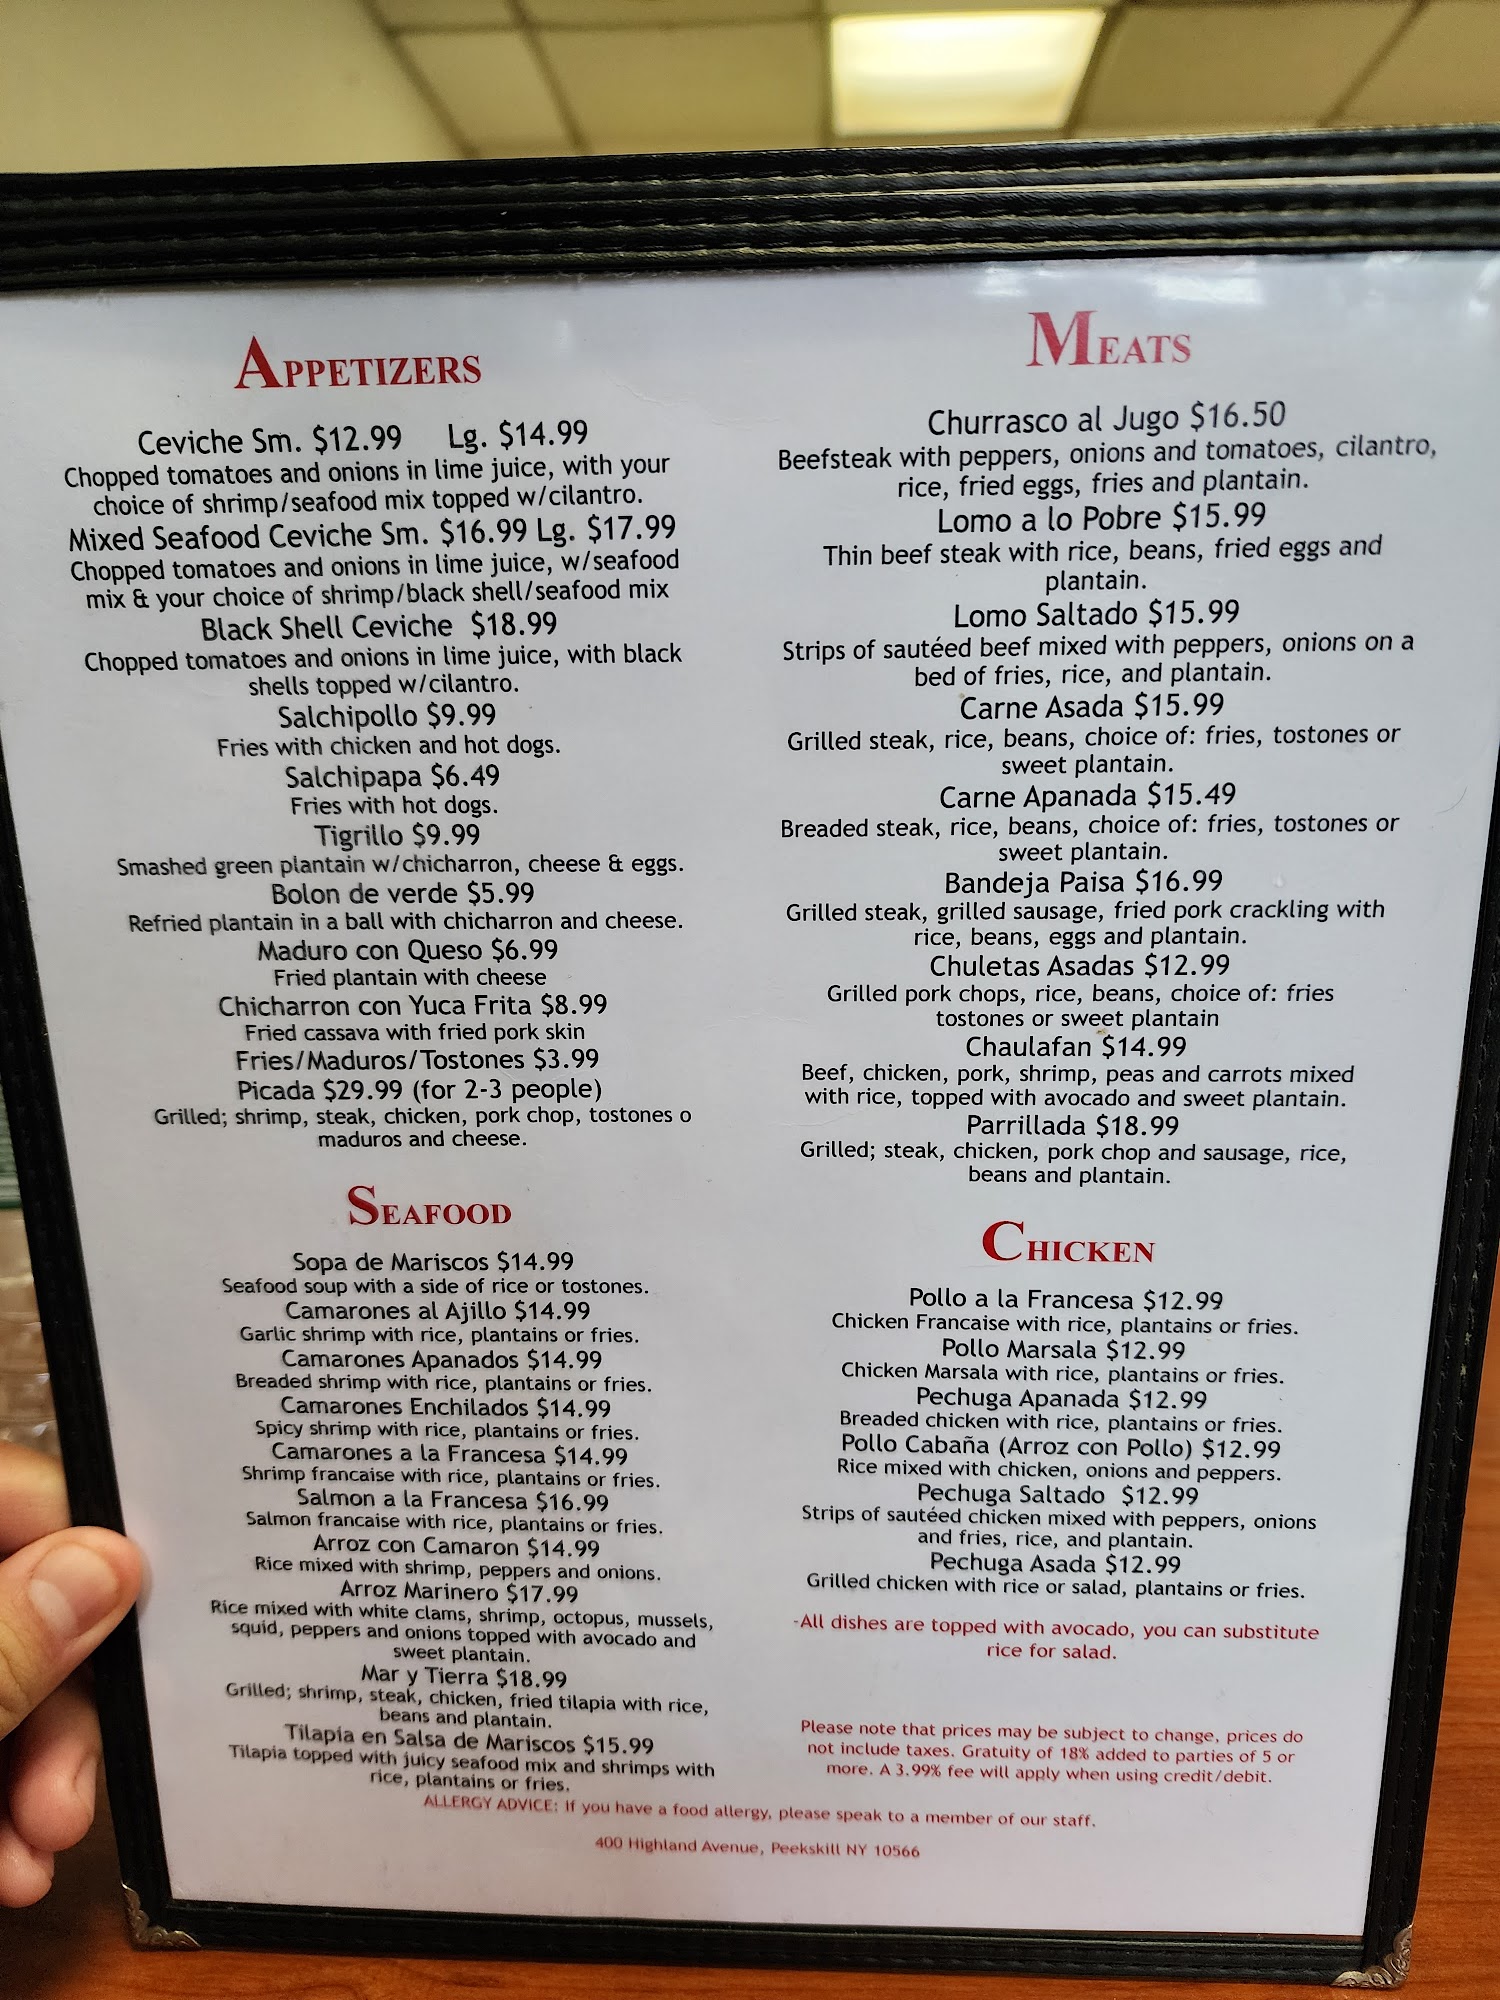 APPETIZERS
Ceviche Sm. $12.99 Lg. $14.99
Chopped tomatoes and onions in lime juice, with your
choice of shrimp/seafood mix topped w/cilantro.
Mixed Seafood Ceviche Sm. $16.99 Lg. $17.99
Chopped tomatoes and onions in lime juice, w/seafood
mix & your choice of shrimp/black shell/seafood mix
Black Shell Ceviche $18.99
Chopped tomatoes and onions in lime juice, with black
shells topped w/cilantro.
Salchipollo $9.99
Fries with chicken and hot dogs.
Salchipapa $6.49
Fries with hot dogs.
Tigrillo $9.99
Smashed green plantain w/chicharron, cheese & eggs.
Bolon de verde $5.99
Refried plantain in a ball with chicharron and cheese.
Maduro con Queso $6.99
Fried plantain with cheese
Chicharron con Yuca Frita $8.99
Fried cassava with fried pork skin
Fries/Maduros/Tostones $3.99
Picada $29.99 (for 2-3 people)
Grilled; shrimp, steak, chicken, pork chop, tostones o
maduros and cheese.
SEAFOOD
Sopa de Mariscos $14.99
Seafood soup with a side of rice or tostones.
Camarones al Ajillo $14.99
Garlic shrimp with rice, plantains or fries.
Camarones Apanados $14.99
Breaded shrimp with rice, plantains or fries.
Camarones Enchilados $14.99
Spicy shrimp with rice, plantains or fries.
Camarones a la Francesa $14.99
Shrimp francaise with rice, plantains or fries.
Salmon a la Francesa $16.99
Salmon francaise with rice, plantains or fries.
Arroz con Camaron $14.99
Rice mixed with shrimp, peppers and onions.
Arroz Marinero $17.99
Rice mixed with white clams, shrimp, octopus, mussels,
squid, peppers and onions topped with avocado and
sweet plantain.
Mar y Tierra $18.99
Grilled; shrimp, steak, chicken, fried tilapia with rice,
beans and plantain.
Tilapia en Salsa de Mariscos $15.99
Tilapia topped with juicy seafood mix and shrimps with
rice, plantains or fries.
MEATS
Churrasco al Jugo $16.50
Beefsteak with peppers, onions and tomatoes, cilantro,
rice, fried eggs, fries and plantain.
Lomo a lo Pobre $15.99
Thin beef steak with rice, beans, fried eggs and
plantain.
Lomo Saltado $15.99
Strips of sautéed beef mixed with peppers, onions on a
bed of fries, rice, and plantain.
Carne Asada $15.99
Grilled steak, rice, beans, choice of: fries, tostones or
sweet plantain.
Carne Apanada $15.49
Breaded steak, rice, beans, choice of: fries, tostones or
sweet plantain.
Bandeja Paisa $16.99
Grilled steak, grilled sausage, fried pork crackling with
rice, beans, eggs and plantain.
Chuletas Asadas $12.99
Grilled pork chops, rice, beans, choice of: fries
tostones or sweet plantain
Chaulafan $14.99
Beef, chicken, pork, shrimp, peas and carrots mixed
with rice, topped with avocado and sweet plantain.
Parrillada $18.99
Grilled; steak, chicken, pork chop and sausage, rice,
beans and plantain.
CHICKEN
Pollo a la Francesa $12.99
Chicken Francaise with rice, plantains or fries.
Pollo Marsala $12.99
Chicken Marsala with rice, plantains or fries.
Pechuga Apanada $12.99
Breaded chicken with rice, plantains or fries.
Pollo Cabaña (Arroz con Pollo) $12.99
Rice mixed with chicken, onions and peppers.
Pechuga Saltado $12.99
Strips of sautéed chicken mixed with peppers, onions
and fries, rice, and plantain.
Pechuga Asada $12.99
Grilled chicken with rice or salad, plantains or fries.
-All dishes are topped with avocado, you can substitute
rice for salad.
Please note that prices may be subject to change, prices do
not include taxes. Gratuity of 18% added to parties of 5 or
more. A 3.99% fee will apply when using credit/debit.
ALLERGY ADVICE: If you have a food allergy, please speak to a member of our staff.
400 Highland Avenue, Peekskill NY 10566